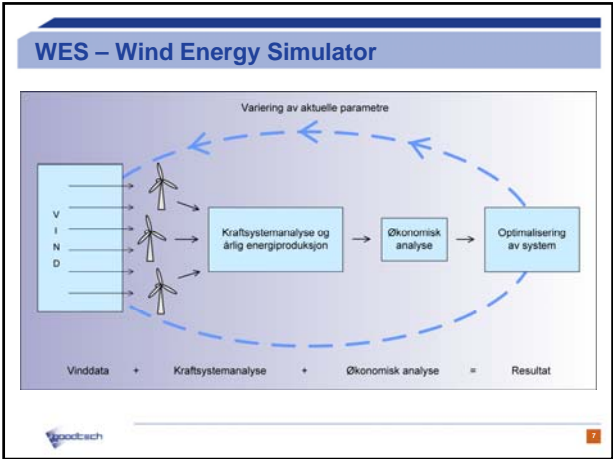 WES – Wind Energy Simulator
Variering av aktuelle parametre
V
I
N
D
Kraftsystemanalyse og
årlig energiproduksjon
Økonomisk
analyse
Optimalisering
av system
Vinddata + Kraftsystemanalyse + Økonomisk analyse = Resultat
goodtech
7